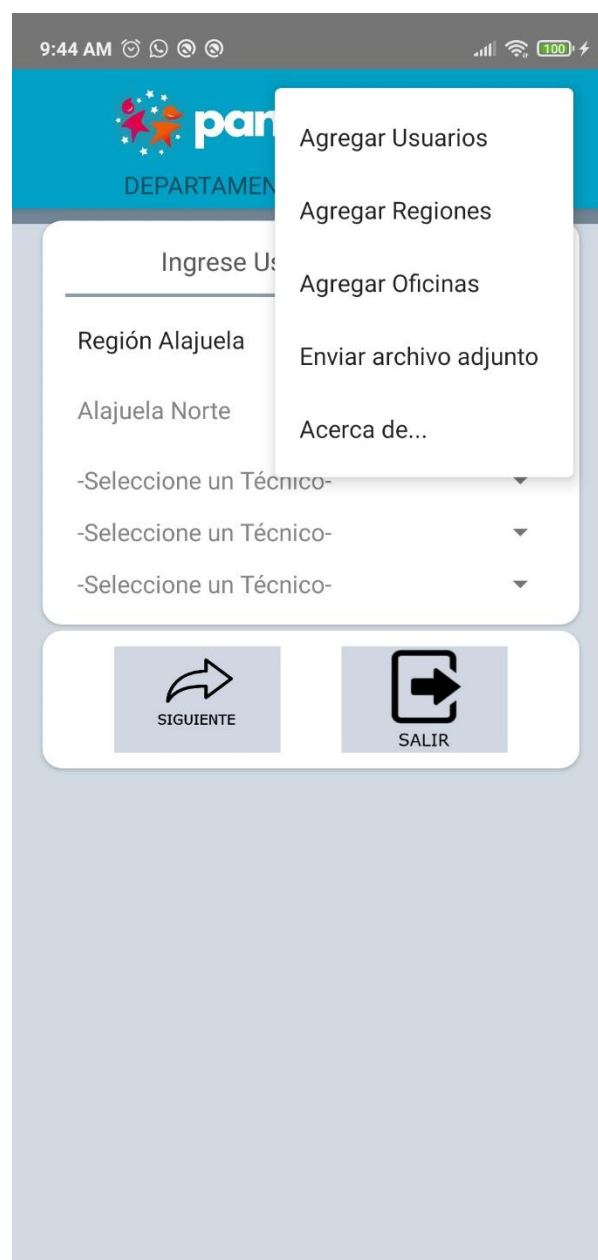 9:44 AM
100
pan
DEPARTAMEN
Agregar Usuarios
Agregar Regiones
Agregar Oficinas
Enviar archivo adjunto
Acerca de...
Ingrese Us
Región Alajuela
Alajuela Norte
-Seleccione un Técnico-
-Seleccione un Técnico-
-Seleccione un Técnico-
SIGUIENTE
SALIR